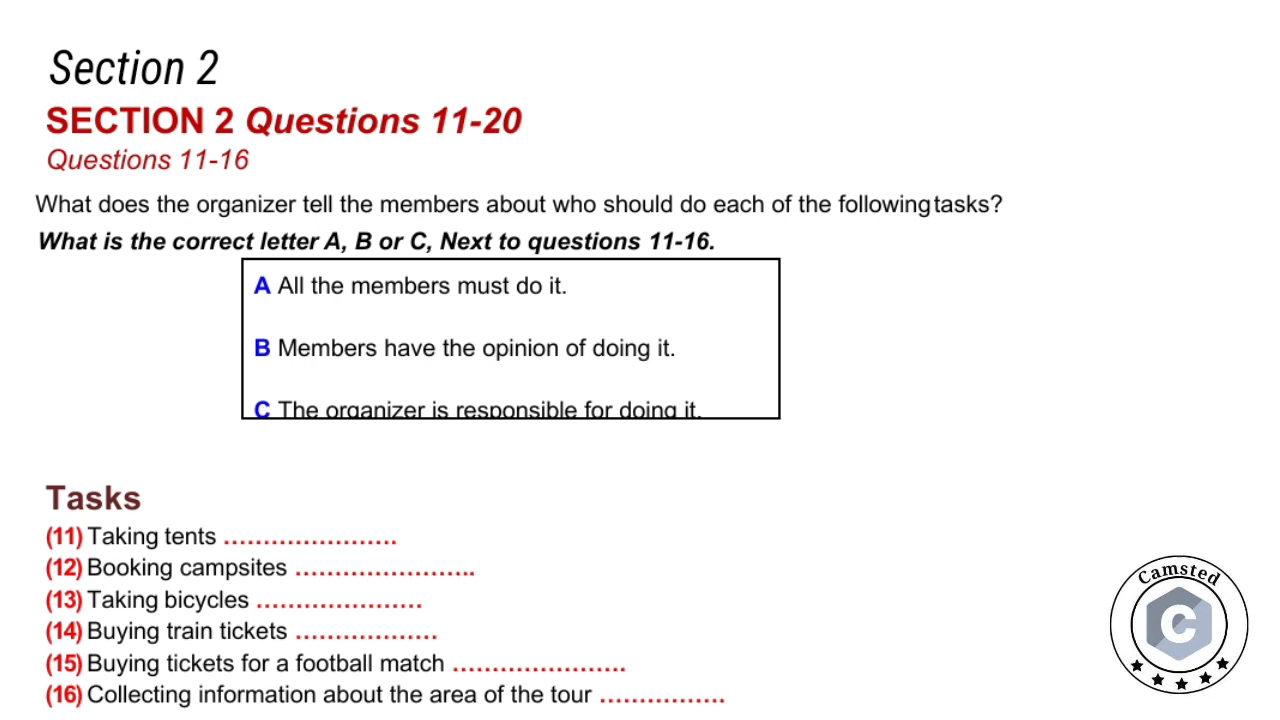 Section 2
SECTION 2 Questions 11-20
Questions 11-16
What does the organizer tell the members about who should do each of the following tasks?
What is the correct letter A, B or C, Next to questions 11-16.
A All the members must do it.
B Members have the opinion of doing it.
C The organizer is responsible for doing it.
Tasks
(11) Taking tents ......................
(12) Booking campsites .......................
(13) Taking bicycles .....................
(14) Buying train tickets ..................
(15) Buying tickets for a football match ......................
(16) Collecting information about the area of the tour ................
Camsted
C